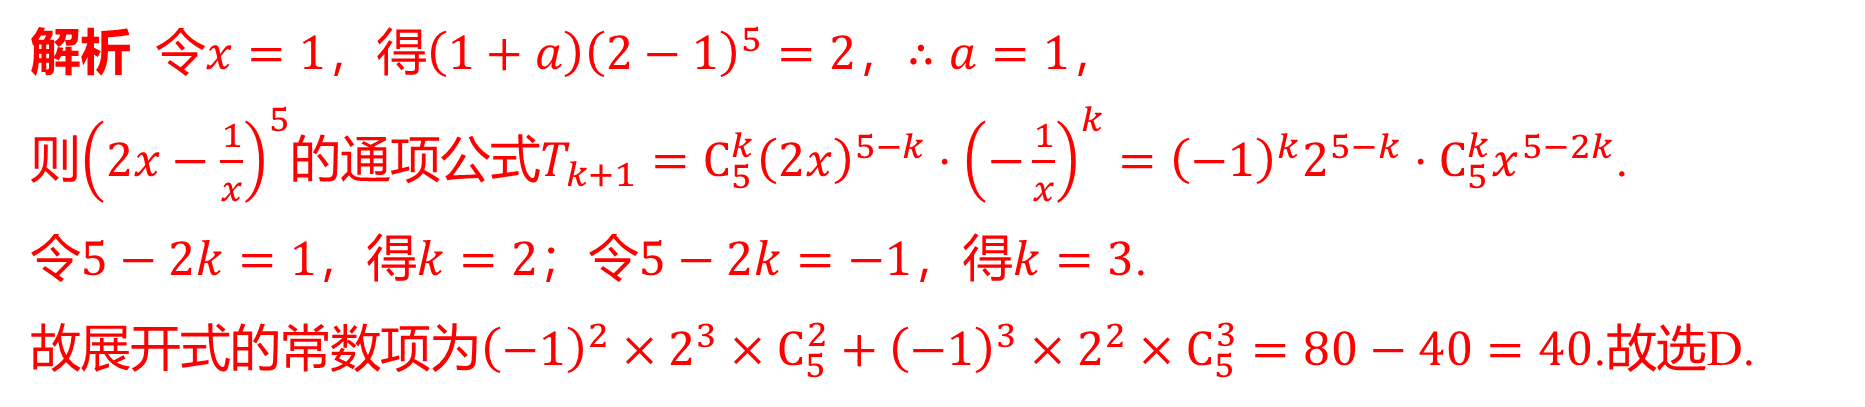 解析 令x = 1，得(1 + a)(2 − 1)^5 = 2，∴ a = 1，
则(2x − 1/x)^5的通项公式T_{k+1} = C_5^k(2x)^{5−k} · (−1/x)^k = (−1)^k 2^{5−k} · C_5^k x^{5−2k}.
令5 − 2k = 1，得k = 2；令5 − 2k = −1，得k = 3.
故展开式的常数项为(−1)^2 × 2^3 × C_5^2 + (−1)^3 × 2^2 × C_5^3 = 80 − 40 = 40.故选D.